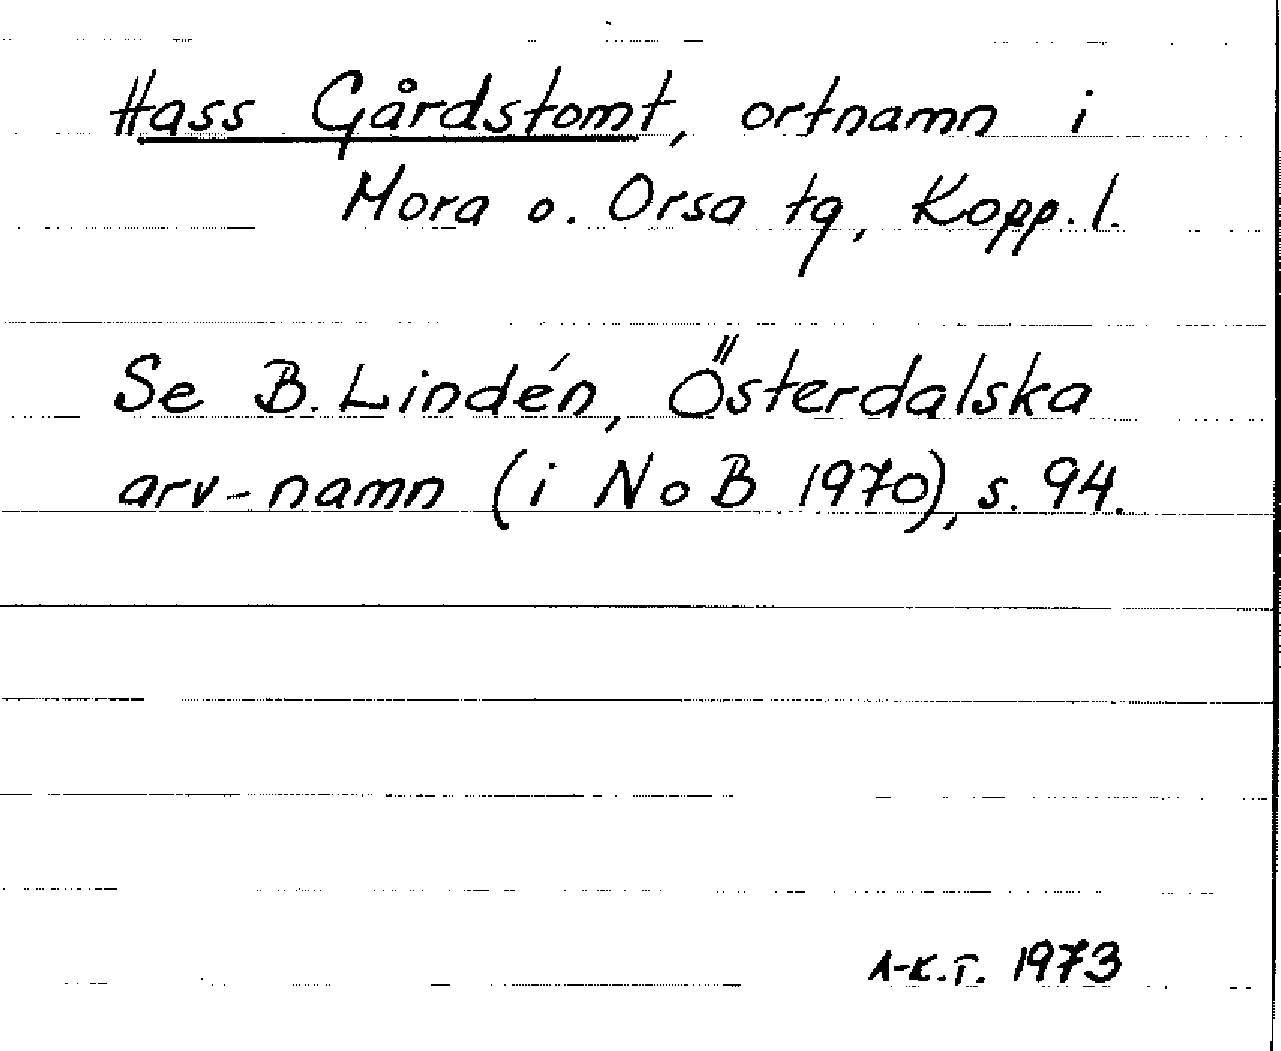 Hass Gårdstomt, ortnamn i
Mora o. Orsa tg, Kopp. l.
Se B. Lindén, Österdalska
arv-namn (i NoB 1970), s. 94.
A-K.T. 1973